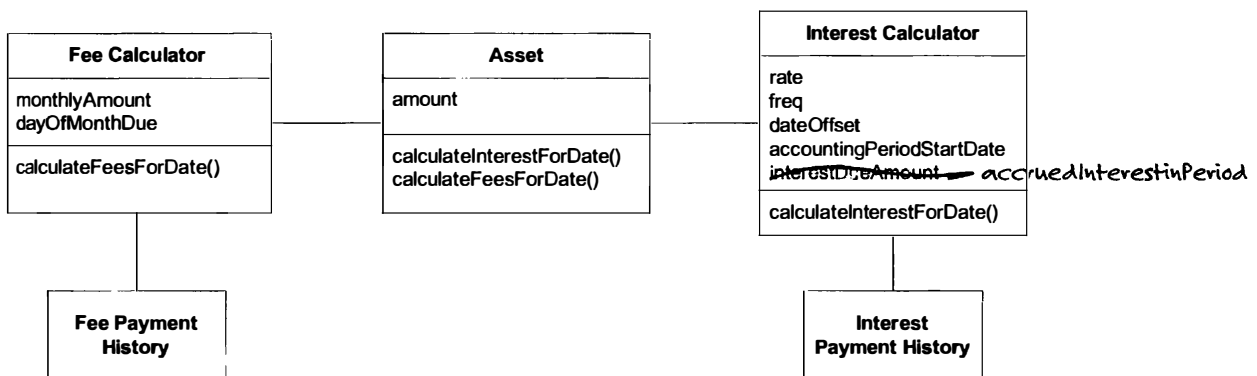 Fee Calculator
monthlyAmount
dayOfMonthDue
calculateFeesForDate()
Asset
amount
calculateInterestForDate()
calculateFeesForDate()
Interest Calculator
rate
freq
dateOffset
accountingPeriodStartDate
interestDueAmount accruedInterestinPeriod
calculateInterestForDate()
Fee Payment
History
Interest
Payment History